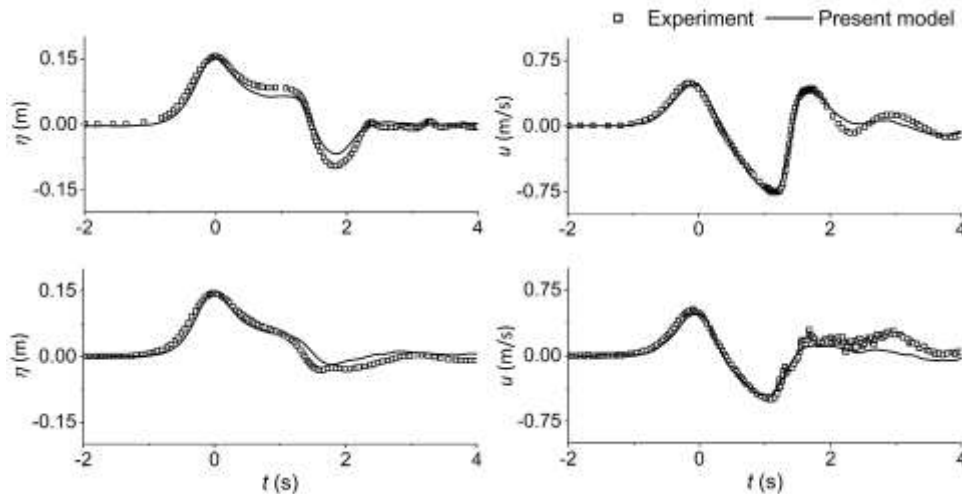 Experiment Present model
0.15
0.00
-0.15
η (m)
-2 0 2 4
0.75
0.00
-0.75
u (m/s)
-2 0 2 4
0.15
0.00
-0.15
η (m)
-2 0 2 4
t (s)
0.75
0.00
-0.75
u (m/s)
-2 0 2 4
t (s)